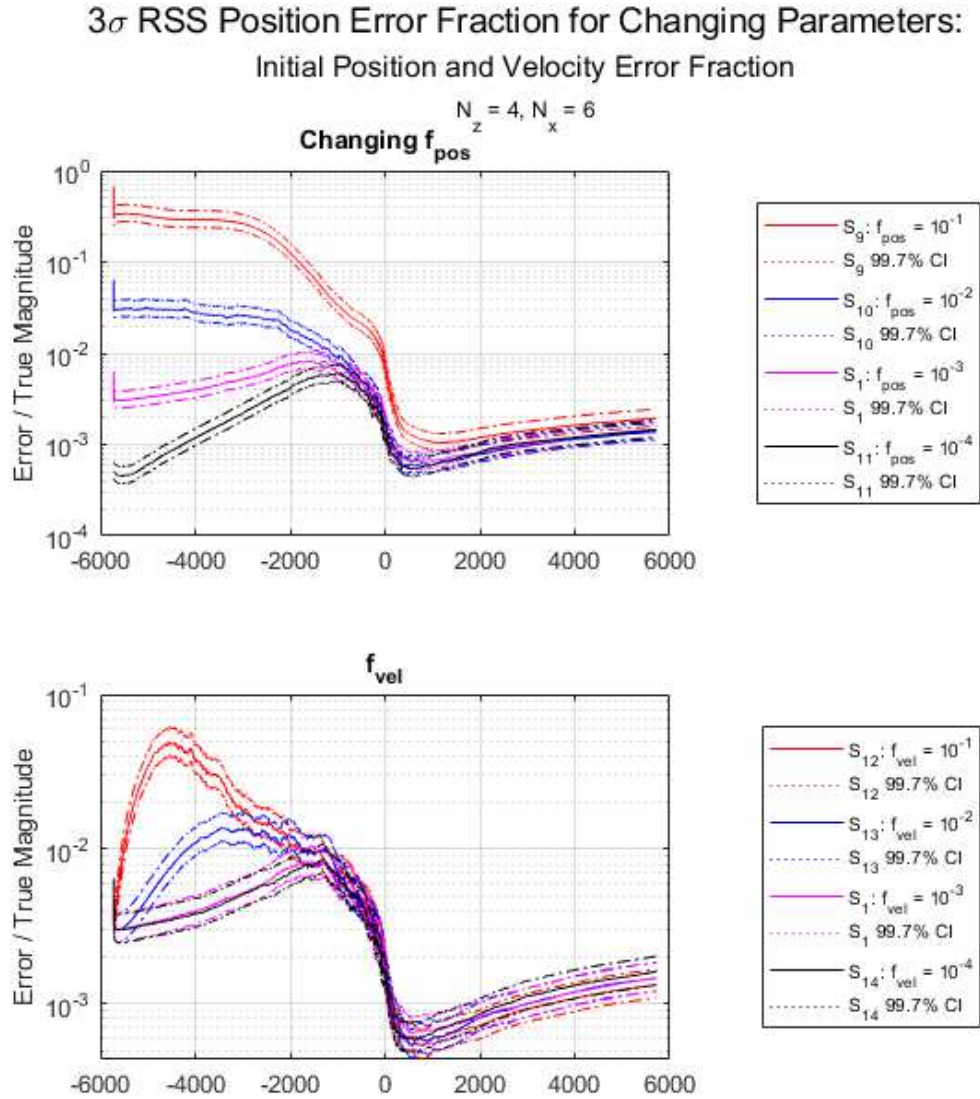 3σ RSS Position Error Fraction for Changing Parameters:
Initial Position and Velocity Error Fraction
N_z = 4, N_x = 6
Changing f_pos
Error / True Magnitude
10^0
10^-1
10^-2
10^-3
10^-4
-6000 -4000 -2000 0 2000 4000 6000
S_9: f_pos = 10^-1
S_9 99.7% CI
S_10: f_pos = 10^-2
S_10 99.7% CI
S_1: f_pos = 10^-3
S_1 99.7% CI
S_11: f_pos = 10^-4
S_11 99.7% CI
f_vel
Error / True Magnitude
10^-1
10^-2
10^-3
-6000 -4000 -2000 0 2000 4000 6000
S_12: f_vel = 10^-1
S_12 99.7% CI
S_13: f_vel = 10^-2
S_13 99.7% CI
S_1: f_vel = 10^-3
S_1 99.7% CI
S_14: f_vel = 10^-4
S_14 99.7% CI